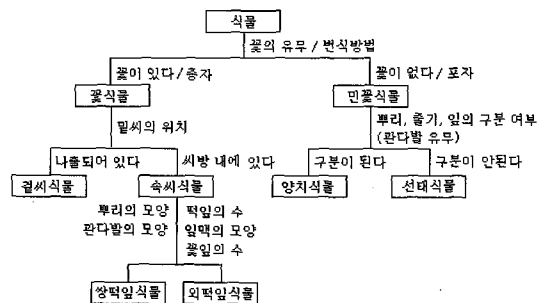 식물
꽃의 유무 / 번식방법
꽃이 있다 / 종자
꽃이 없다 / 포자
꽃식물
민꽃식물
밑씨의 위치
뿌리, 줄기, 잎의 구분 여부
(관다발 유무)
나출되어 있다
씨방 내에 있다
구분이 된다
구분이 안된다
겉씨식물
속씨식물
양치식물
선태식물
뿌리의 모양
떡잎의 수
관다발의 모양
잎맥의 모양
꽃잎의 수
쌍떡잎식물
외떡잎식물